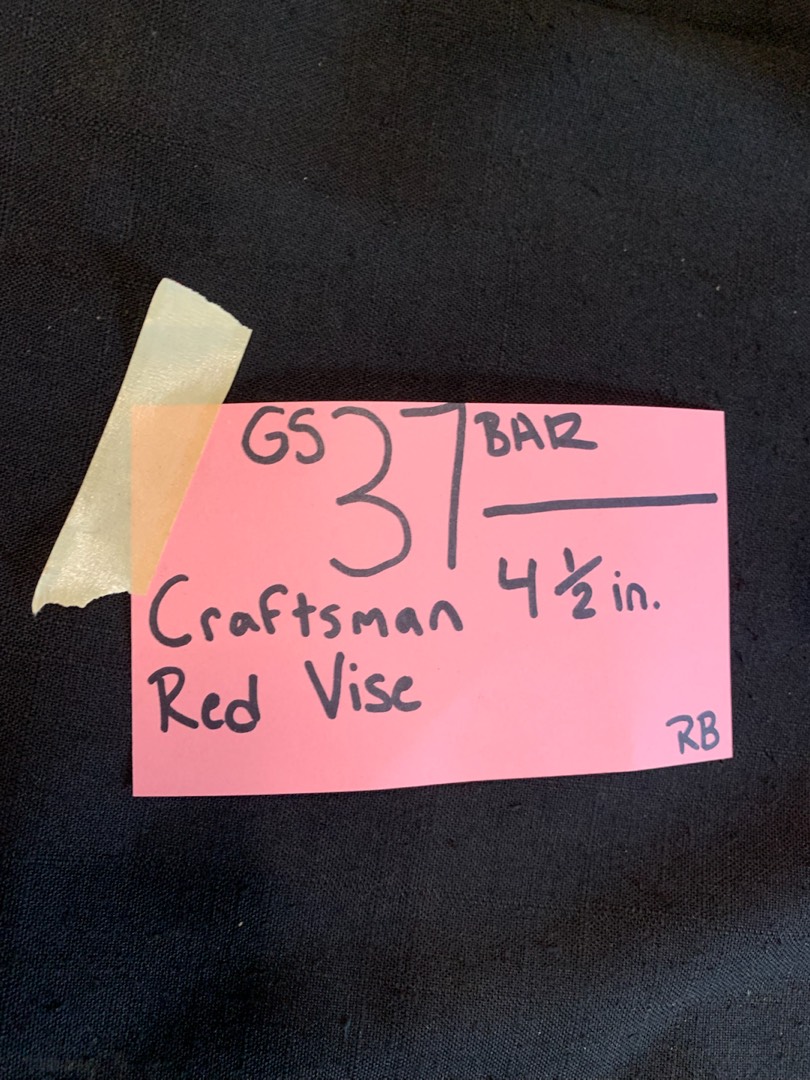 GS 37 BAR
Craftsman 4 1/2 in.
Red Vise
RB